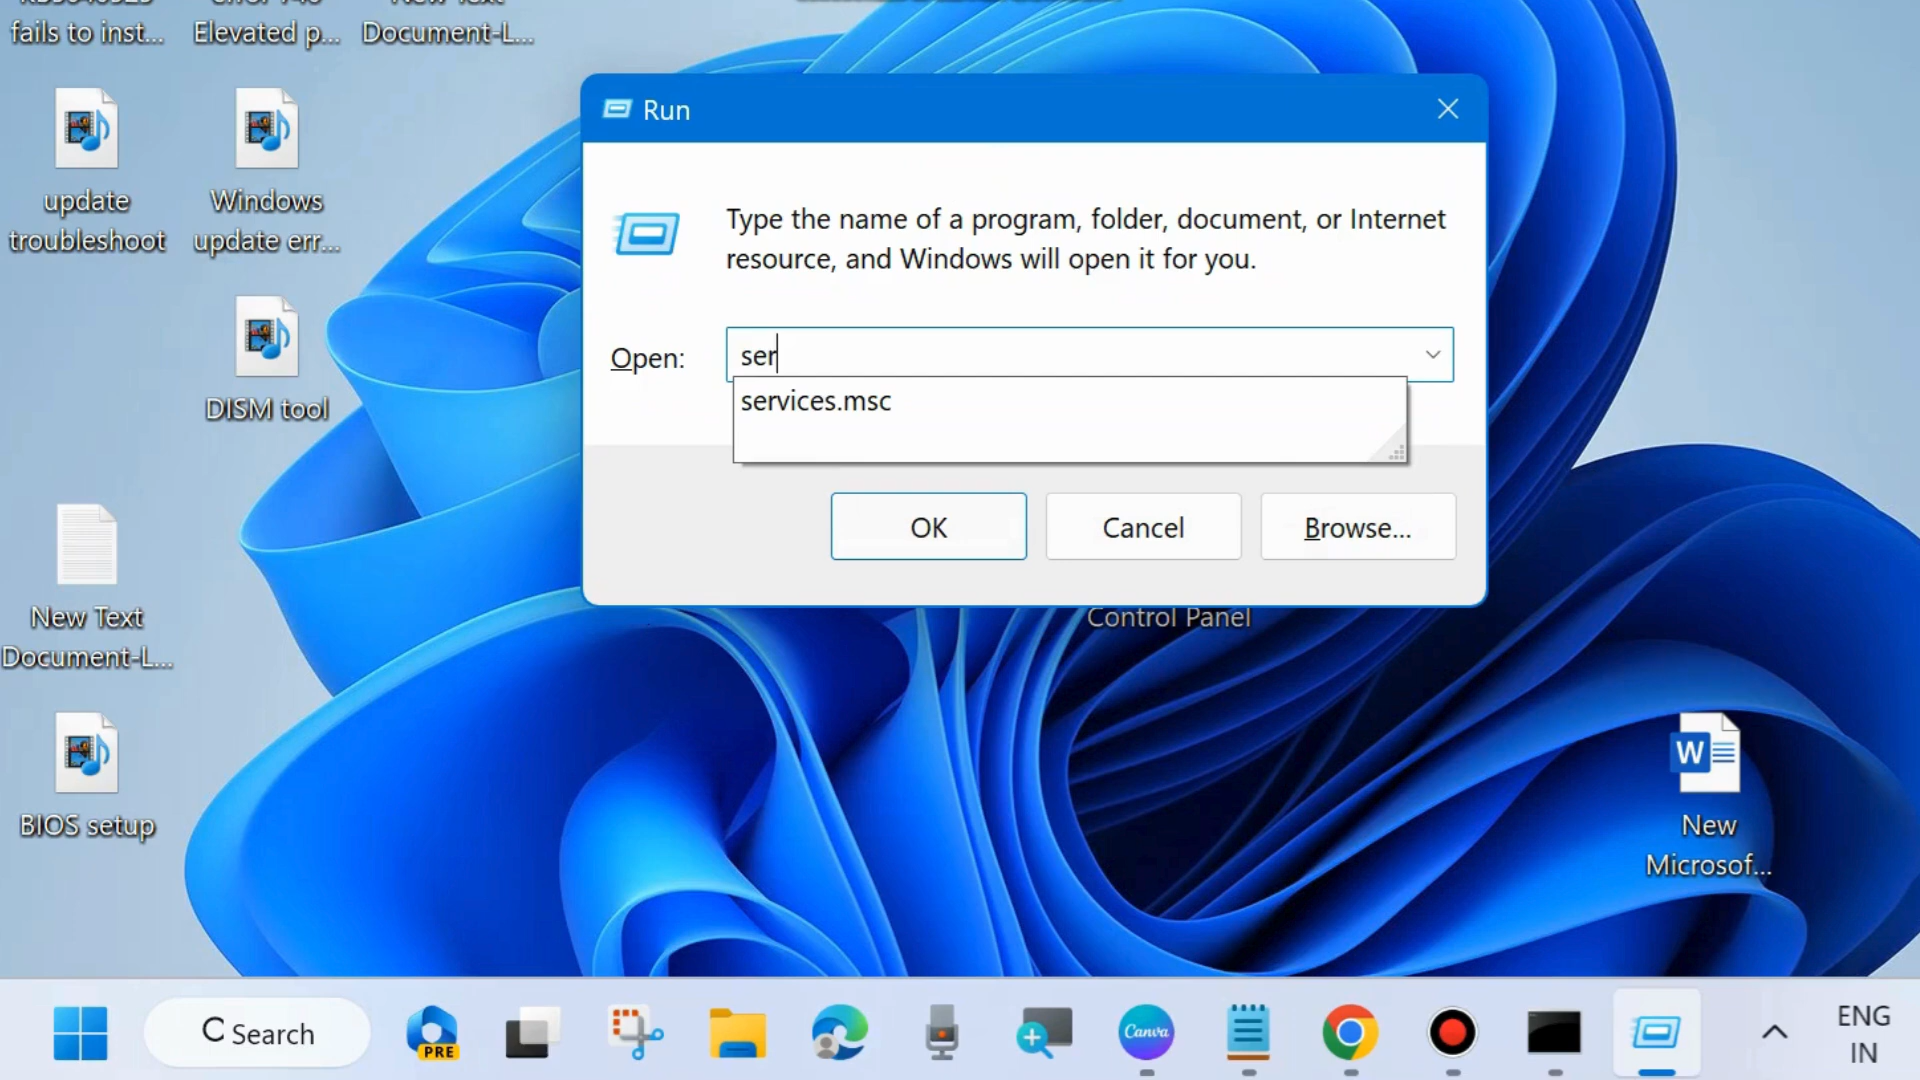 fails to inst...
Elevated p...
Document-L...
update
troubleshoot
Windows
update err...
DISM tool
New Text
Document-L...
BIOS setup
Run
Type the name of a program, folder, document, or Internet
resource, and Windows will open it for you.
Open:
ser
services.msc
OK
Cancel
Browse...
Control Panel
W
New
Microsof...
Search
PRE
Canva
ENG
IN